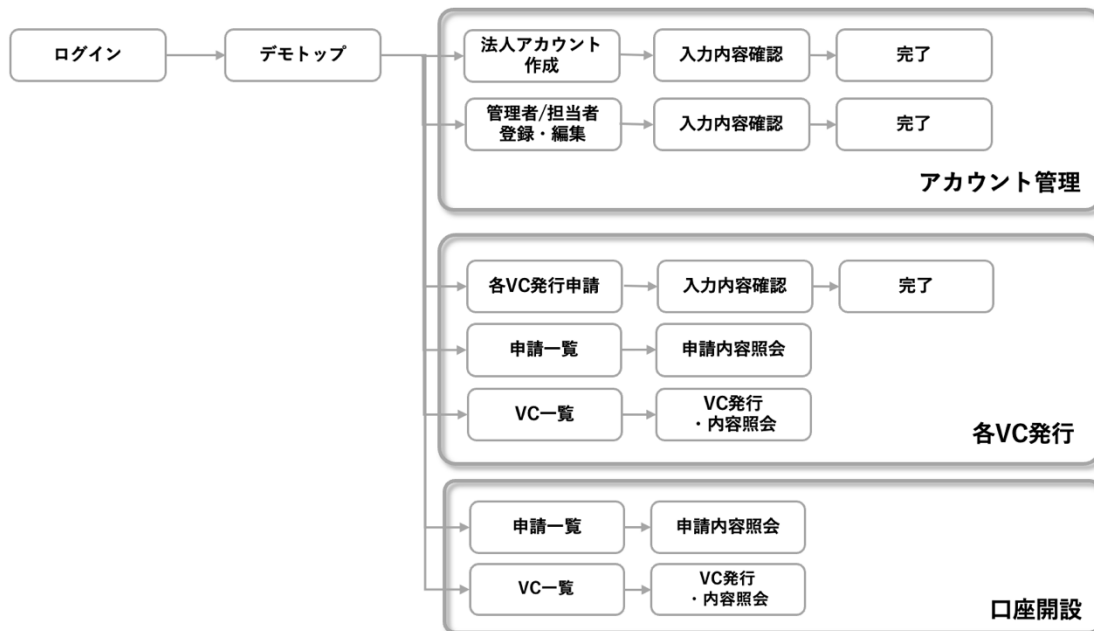 ログイン
デモトップ
法人アカウント
作成
入力内容確認
完了
管理者/担当者
登録・編集
入力内容確認
完了
アカウント管理
各VC発行申請
入力内容確認
完了
申請一覧
申請内容照会
VC一覧
VC発行
・内容照会
各VC発行
申請一覧
申請内容照会
VC一覧
VC発行
・内容照会
口座開設